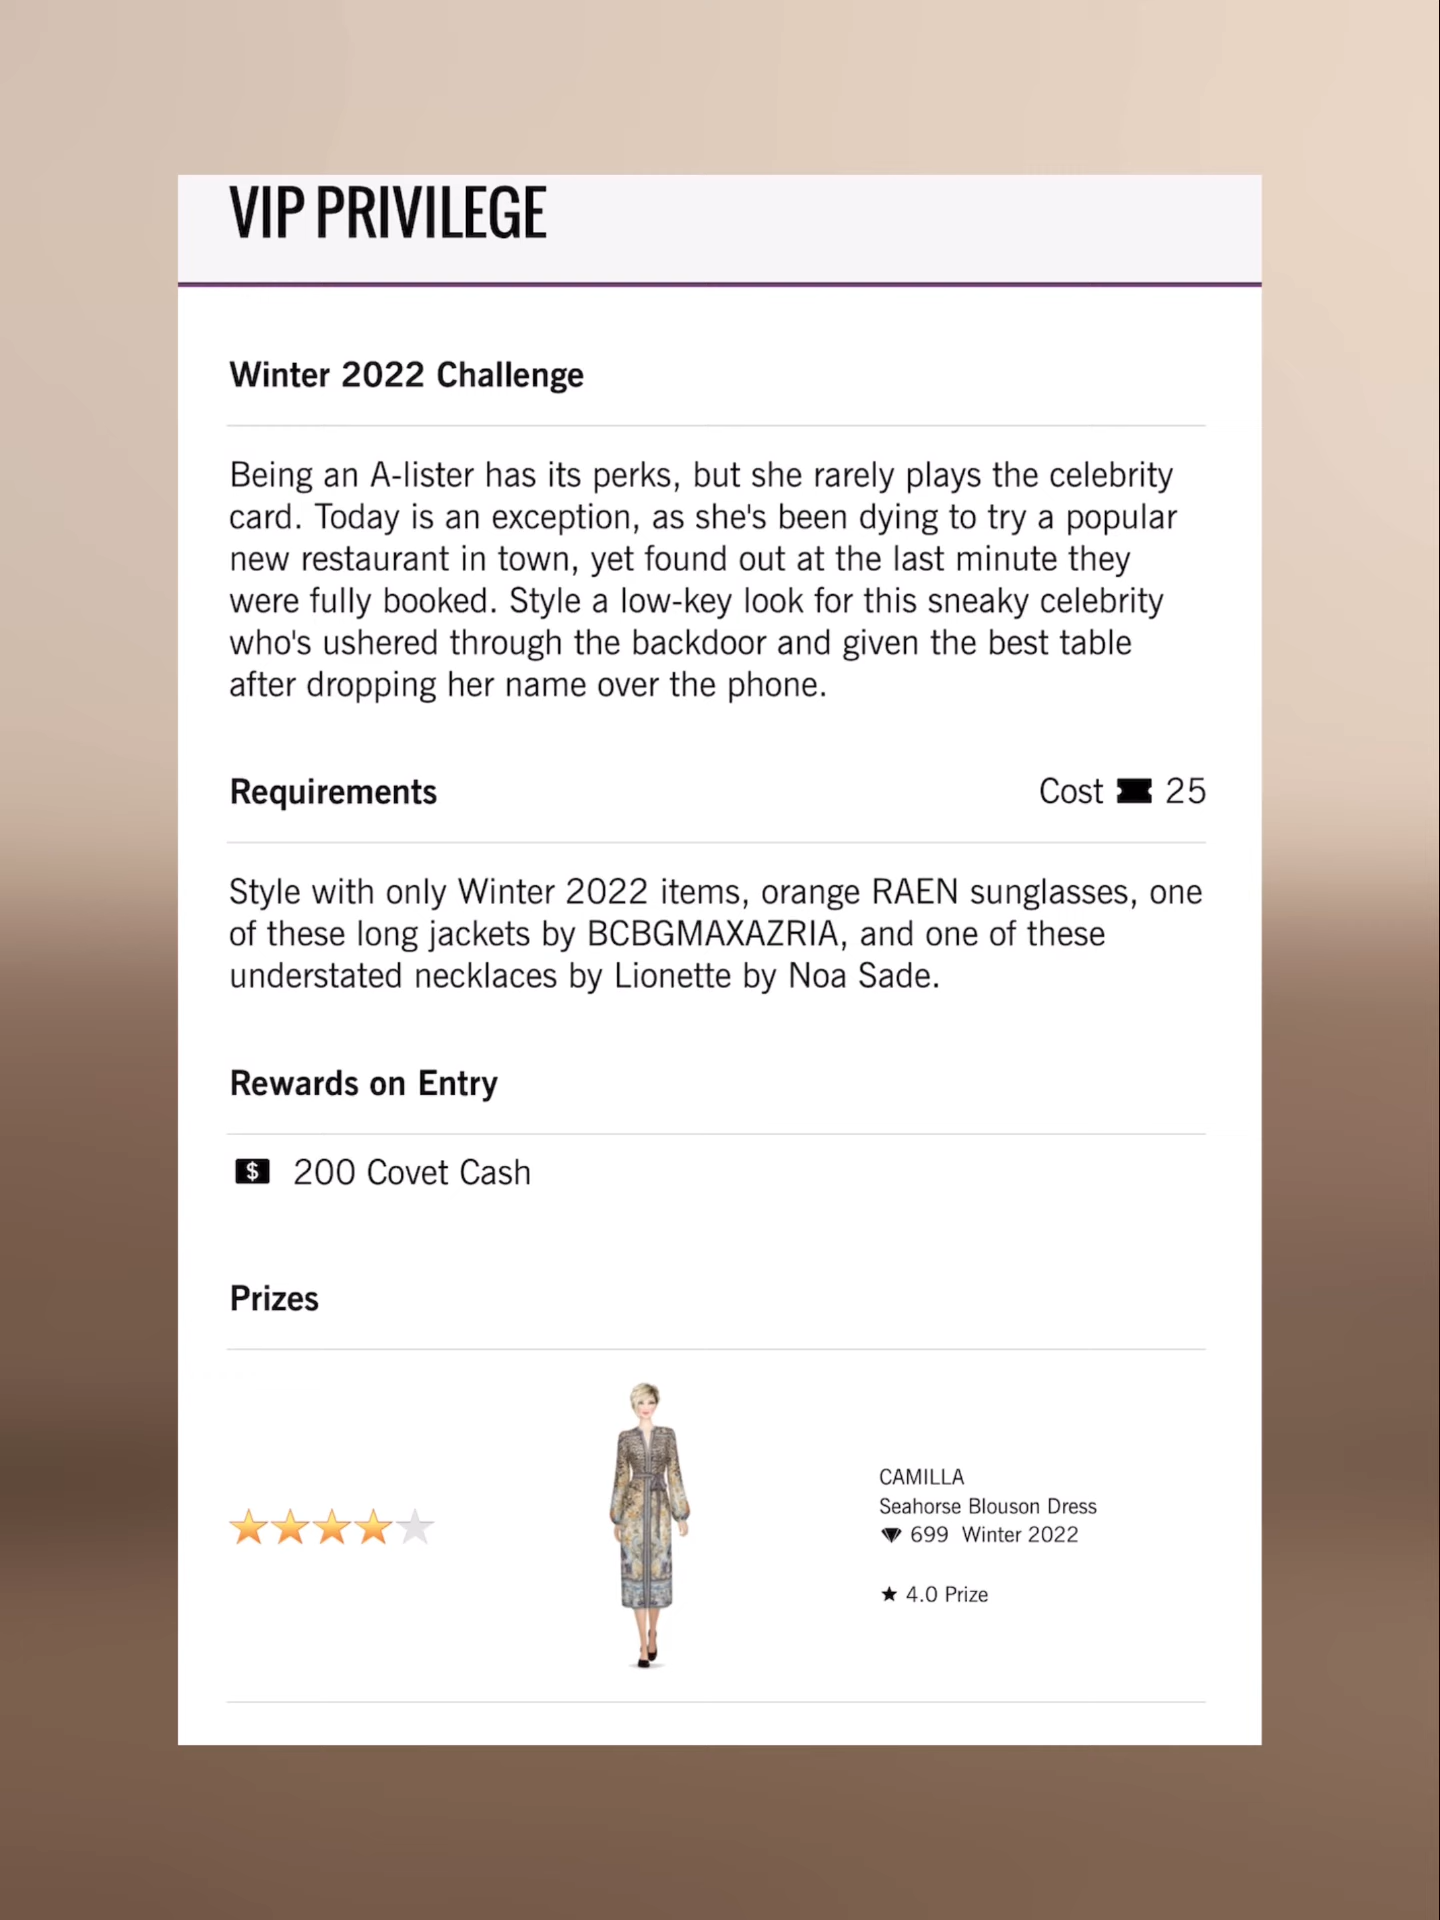 VIP PRIVILEGE
Winter 2022 Challenge
Being an A-lister has its perks, but she rarely plays the celebrity
card. Today is an exception, as she's been dying to try a popular
new restaurant in town, yet found out at the last minute they
were fully booked. Style a low-key look for this sneaky celebrity
who's ushered through the backdoor and given the best table
after dropping her name over the phone.
Requirements
Cost 25
Style with only Winter 2022 items, orange RAEN sunglasses, one
of these long jackets by BCBGMAXAZRIA, and one of these
understated necklaces by Lionette by Noa Sade.
Rewards on Entry
$ 200 Covet Cash
Prizes
CAMILLA
Seahorse Blouson Dress
699 Winter 2022
★ 4.0 Prize